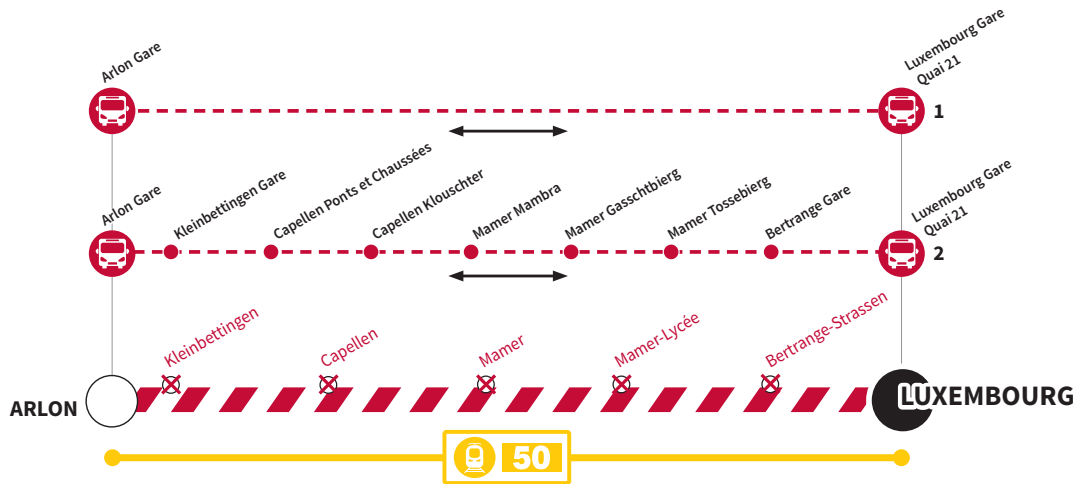 Arlon Gare
Luxembourg Gare
Quai 21
1
Arlon Gare
Kleinbettingen Gare
Capellen Ponts et Chaussées
Capellen Klouschter
Mamer Mambra
Mamer Gasschtbierg
Mamer Tossebierg
Bertrange Gare
Luxembourg Gare
Quai 21
2
Kleinbettingen
Capellen
Mamer
Mamer-Lycée
Bertrange-Strassen
ARLON
LUXEMBOURG
50